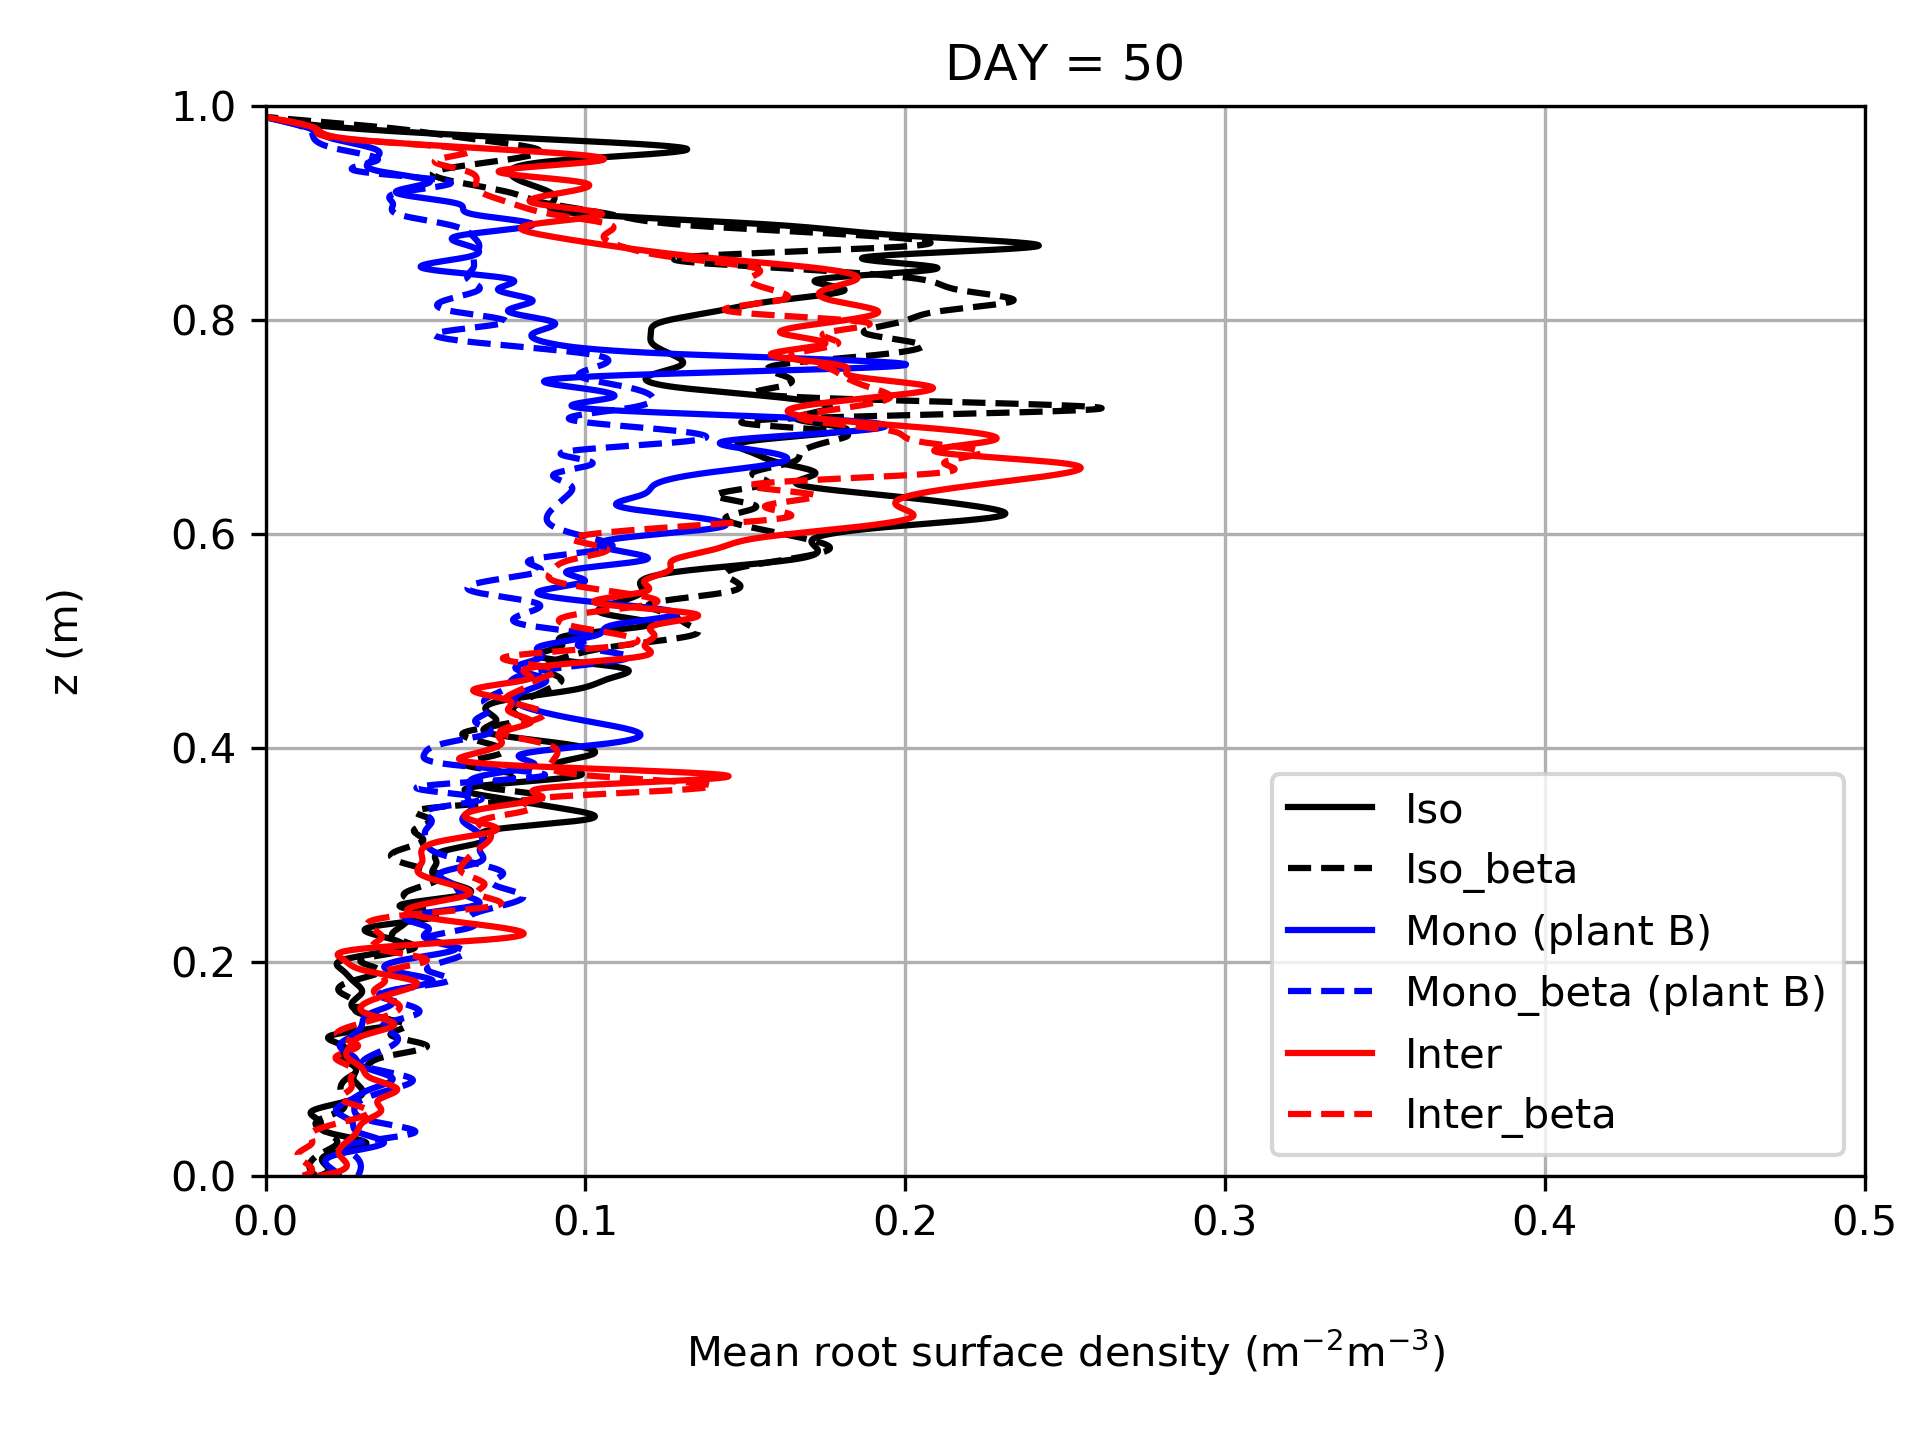 DAY = 50
1.0
0.8
0.6
0.4
0.2
0.0
z (m)
0.0 0.1 0.2 0.3 0.4 0.5
Mean root surface density (m⁻²m⁻³)
Iso
Iso_beta
Mono (plant B)
Mono_beta (plant B)
Inter
Inter_beta